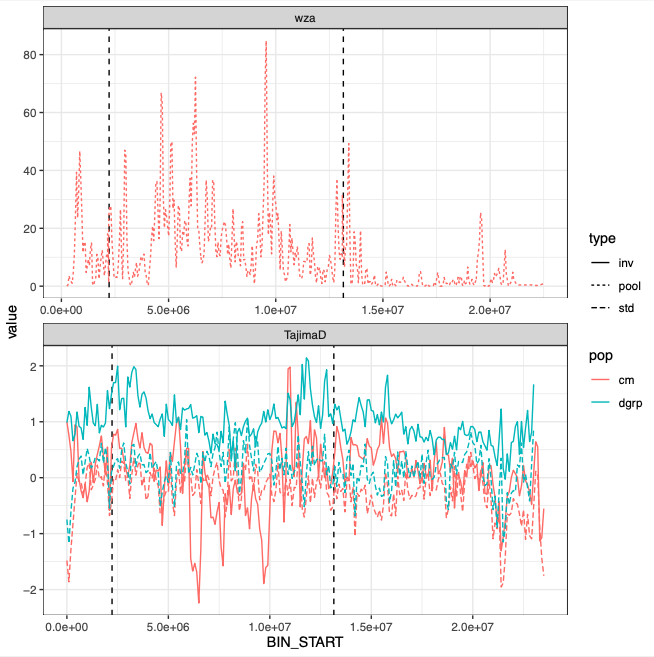 wza
80
60
40
20
0
0.0e+00 5.0e+06 1.0e+07 1.5e+07 2.0e+07
value
TajimaD
2
1
0
−1
−2
0.0e+00 5.0e+06 1.0e+07 1.5e+07 2.0e+07
BIN_START
type
inv
pool
std
pop
cm
dgrp